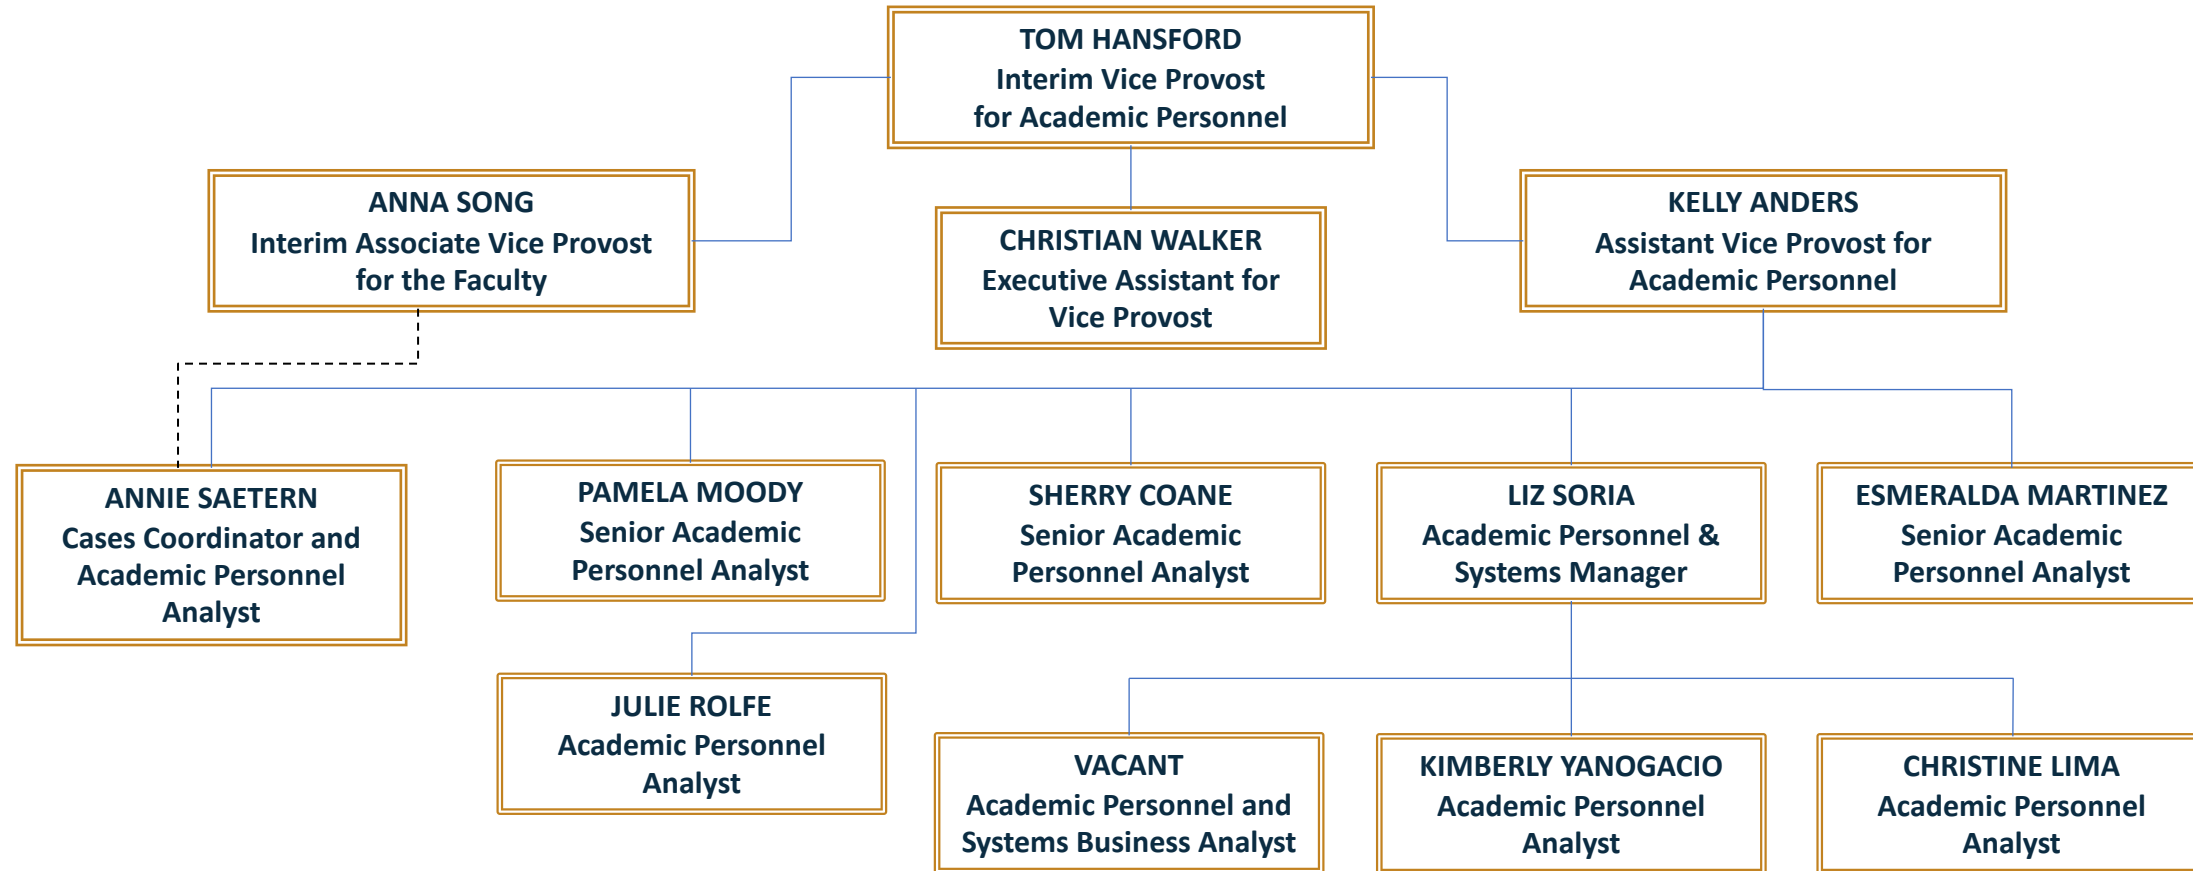 TOM HANSFORD
Interim Vice Provost
for Academic Personnel
ANNA SONG
Interim Associate Vice Provost
for the Faculty
CHRISTIAN WALKER
Executive Assistant for
Vice Provost
KELLY ANDERS
Assistant Vice Provost for
Academic Personnel
ANNIE SAETERN
Cases Coordinator and
Academic Personnel
Analyst
PAMELA MOODY
Senior Academic
Personnel Analyst
SHERRY COANE
Senior Academic
Personnel Analyst
LIZ SORIA
Academic Personnel &
Systems Manager
ESMERALDA MARTINEZ
Senior Academic
Personnel Analyst
JULIE ROLFE
Academic Personnel
Analyst
VACANT
Academic Personnel and
Systems Business Analyst
KIMBERLY YANOGACIO
Academic Personnel
Analyst
CHRISTINE LIMA
Academic Personnel
Analyst